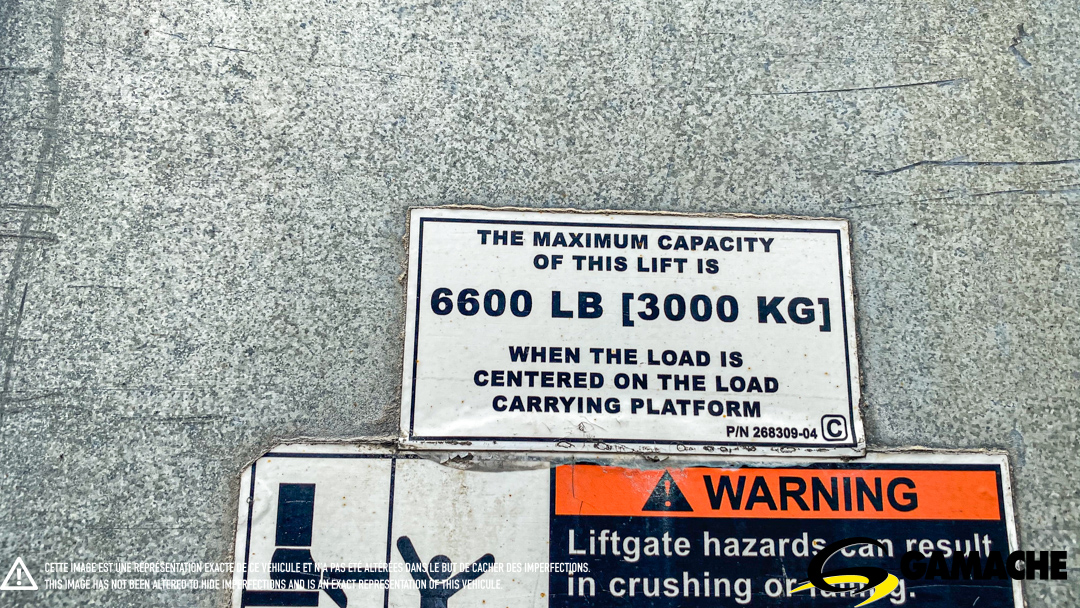 THE MAXIMUM CAPACITY
OF THIS LIFT IS
6600 LB [3000 KG]
WHEN THE LOAD IS
CENTERED ON THE LOAD
CARRYING PLATFORM
P/N 268309-04 C
WARNING
Liftgate hazards can result
in crushing or falling.
CETTE IMAGE EST UNE REPRÉSENTATION EXACTE DE CE VÉHICULE ET N'A PAS ÉTÉ ALTÉRÉES DANS LE BUT DE CACHER DES IMPERFECTIONS.
THIS IMAGE HAS NOT BEEN ALTERED TO HIDE IMPERFECTIONS AND IS AN EXACT REPRESENTATION OF THIS VEHICULE.
GAMACHE